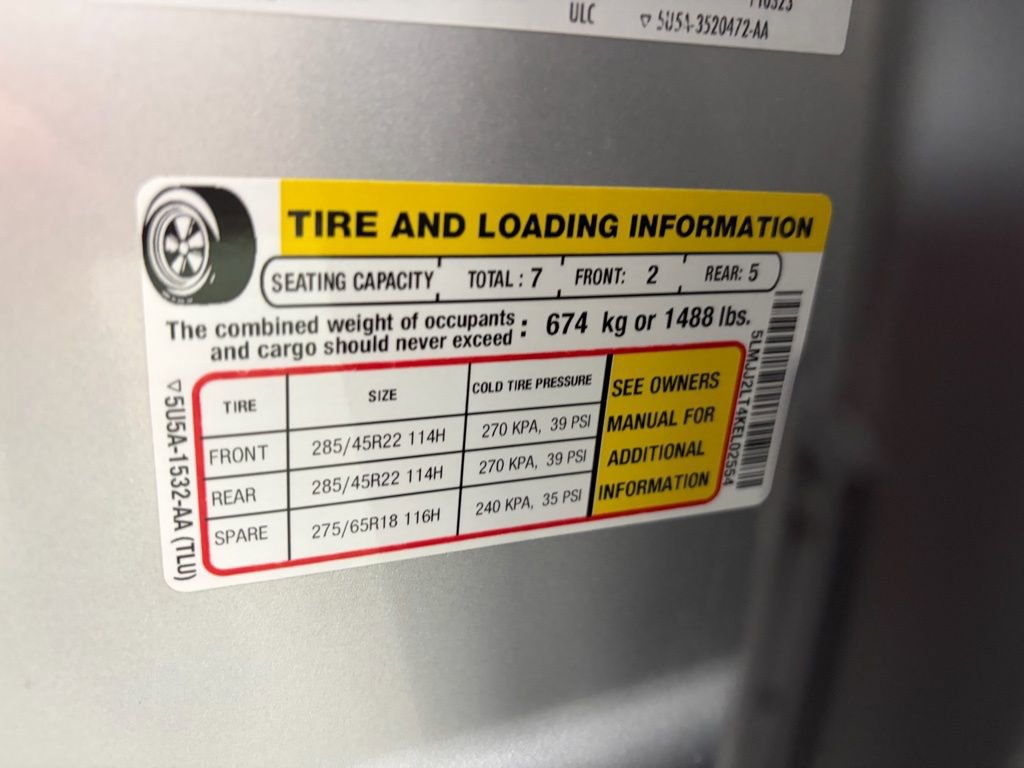 ULC
▽ 5U5A-3520472-AA
TIRE AND LOADING INFORMATION
SEATING CAPACITY TOTAL : 7 FRONT: 2 REAR: 5
The combined weight of occupants and cargo should never exceed : 674 kg or 1488 lbs.
TIRE SIZE COLD TIRE PRESSURE
FRONT 285/45R22 114H 270 KPA, 39 PSI
REAR 285/45R22 114H 270 KPA, 39 PSI
SPARE 275/65R18 116H 240 KPA, 35 PSI
SEE OWNERS
MANUAL FOR
ADDITIONAL
INFORMATION
▽5U5A-1532-AA (TLU)
5LMJJ2LT4KEL02554